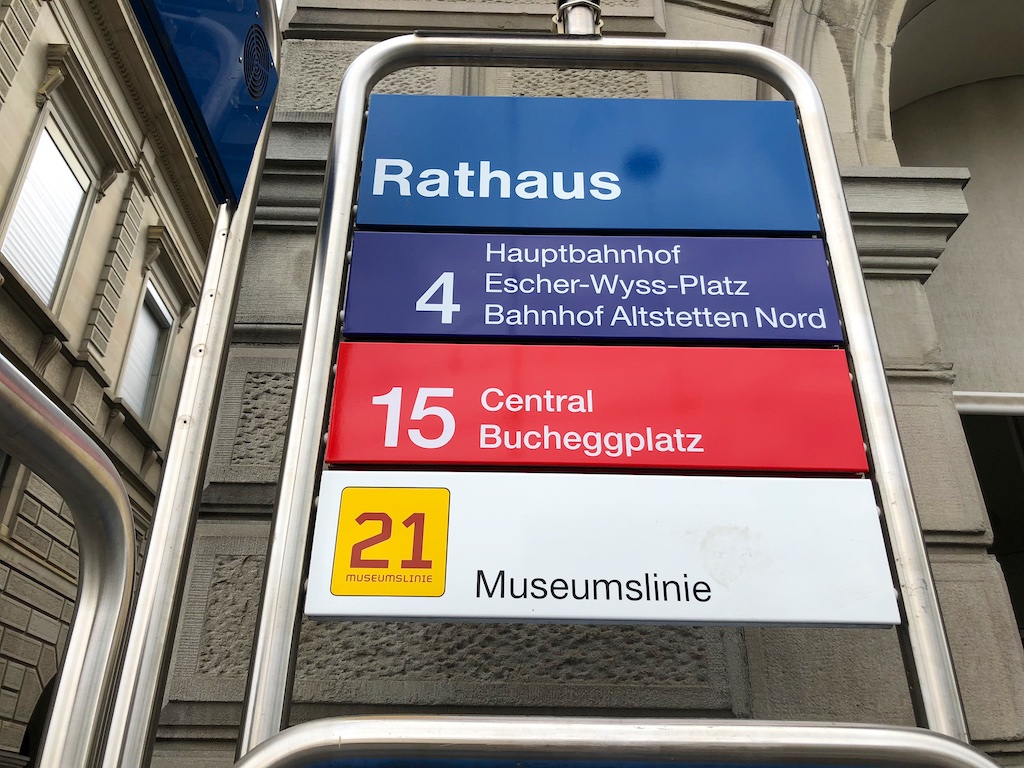 Rathaus
4
Hauptbahnhof
Escher-Wyss-Platz
Bahnhof Altstetten Nord
15
Central
Bucheggplatz
21
MUSEUMSLINIE
Museumslinie